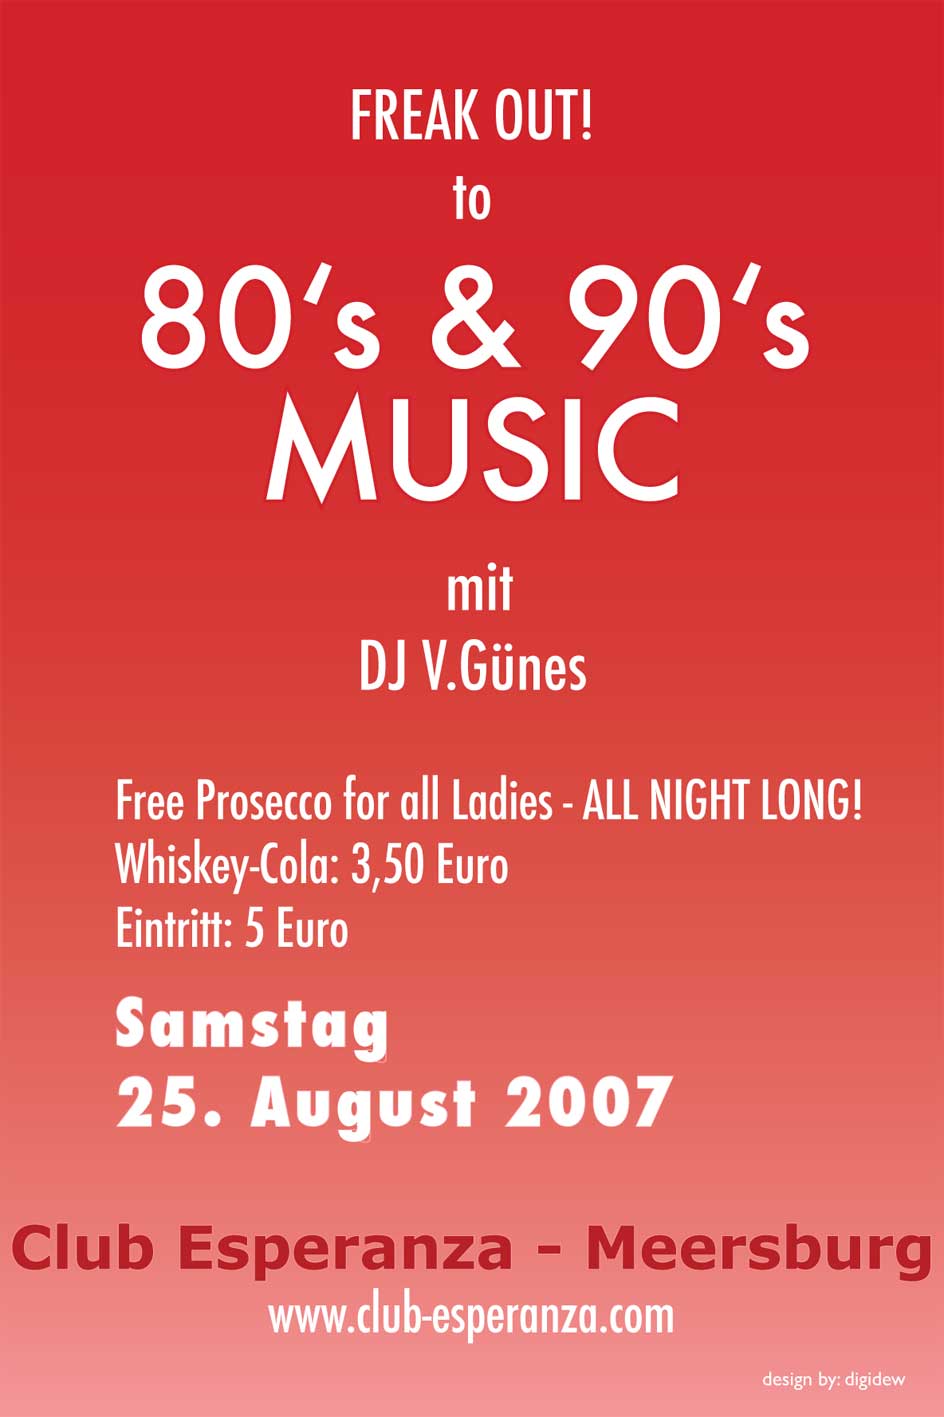 FREAK OUT!
to
80‘s & 90‘s
MUSIC
mit
DJ V.Günes
Free Prosecco for all Ladies - ALL NIGHT LONG!
Whiskey-Cola: 3,50 Euro
Eintritt: 5 Euro
Samstag
25. August 2007
Club Esperanza - Meersburg
www.club-esperanza.com
design by: digidew